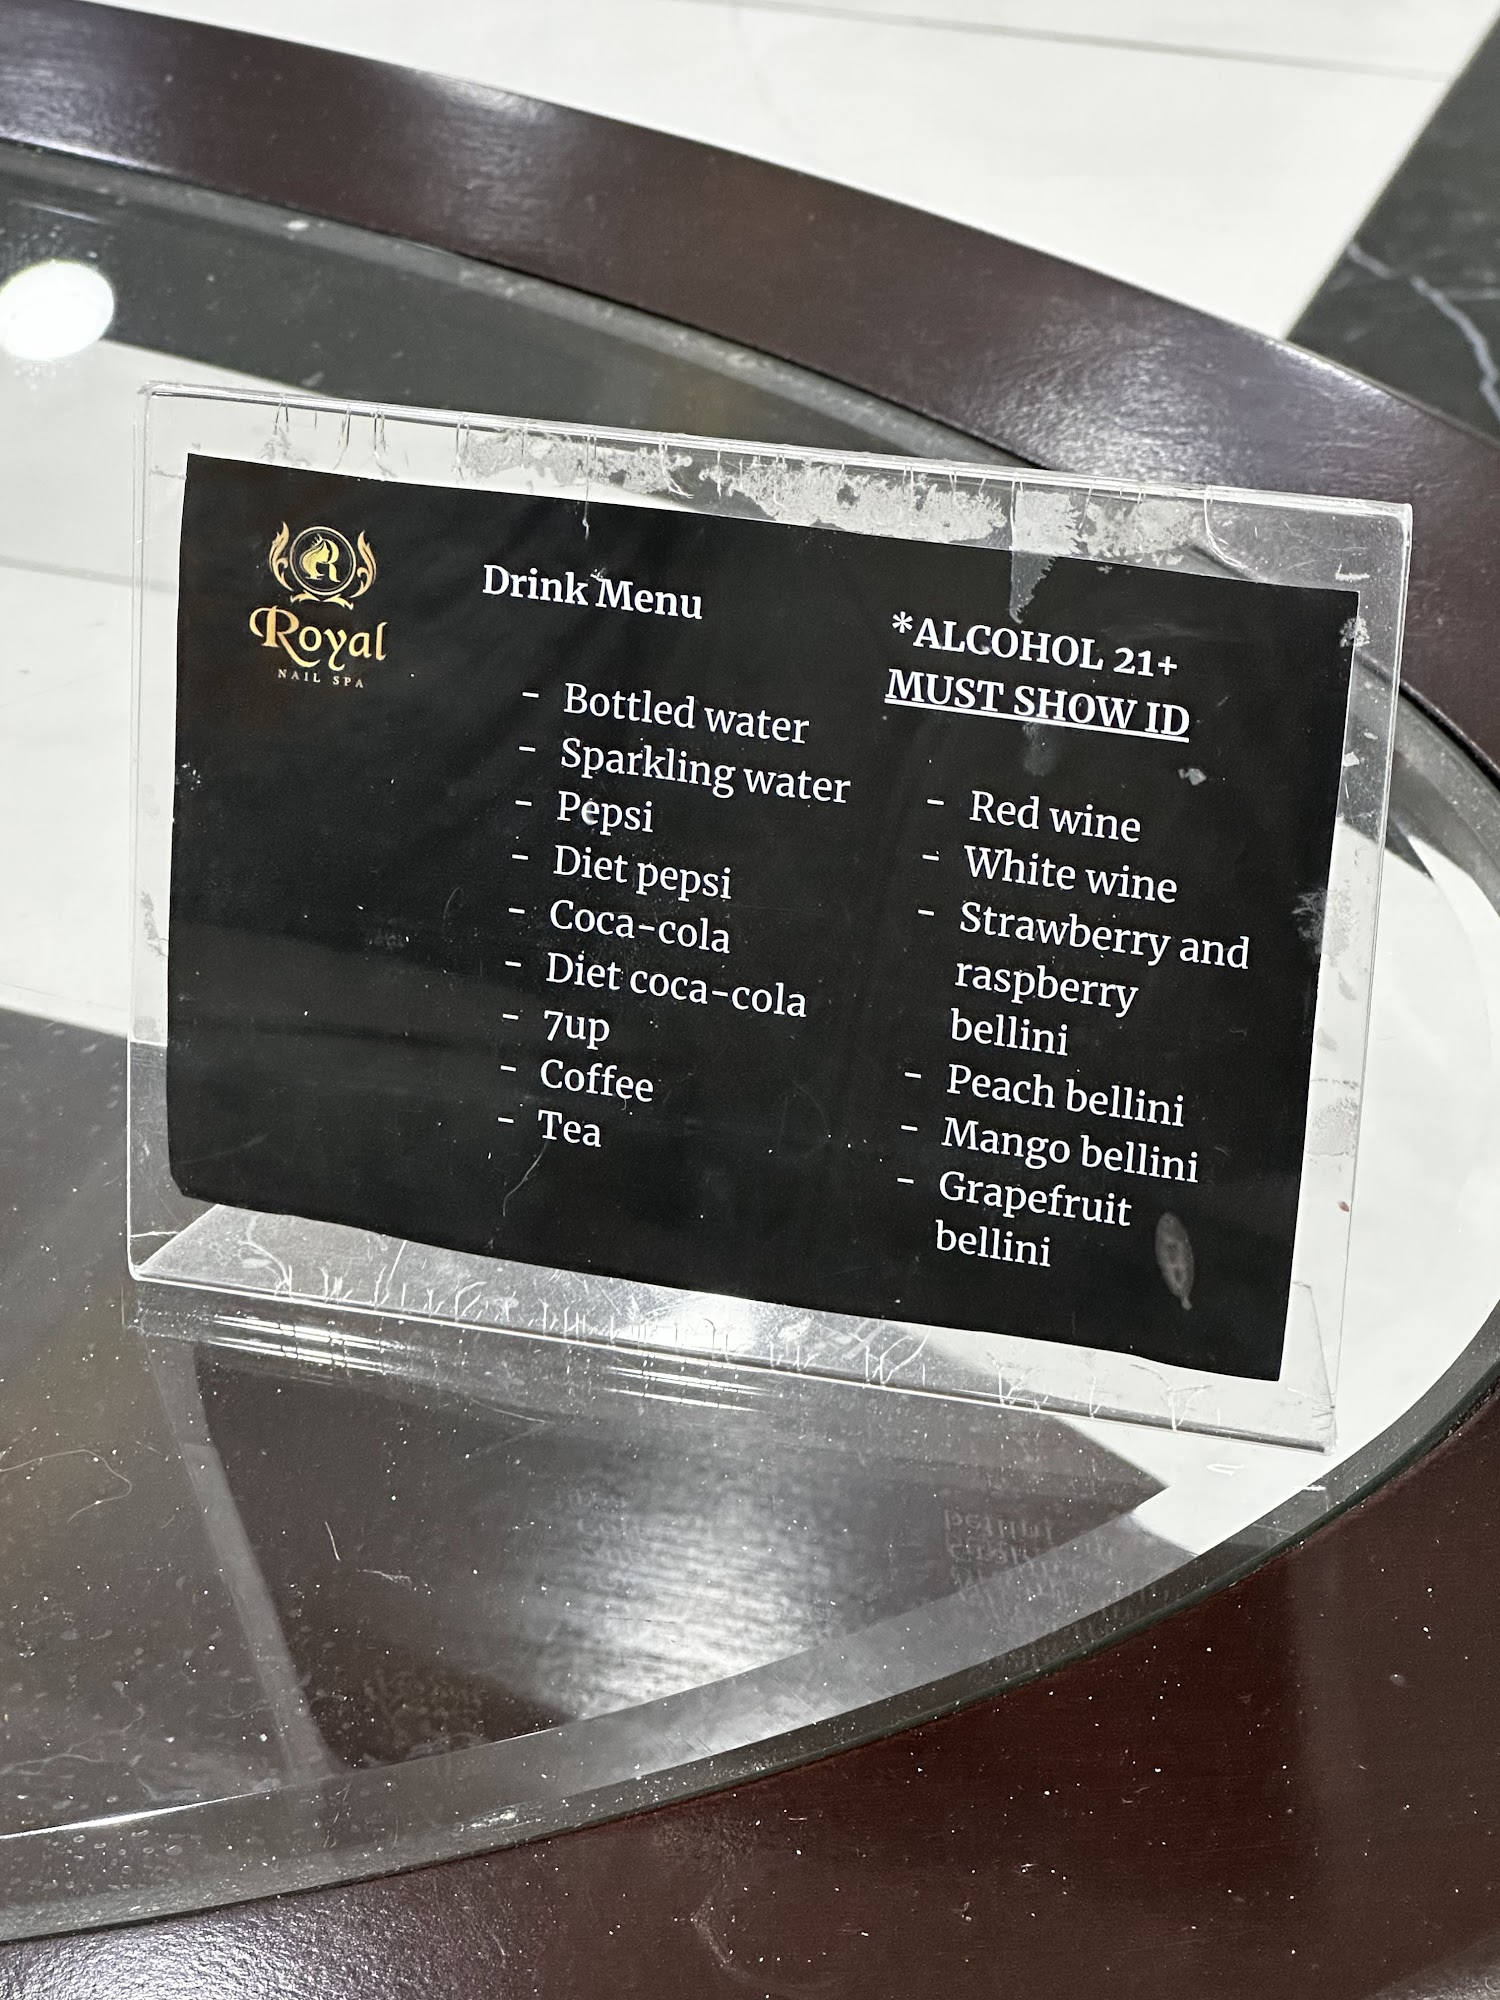 R
Royal
NAIL SPA
Drink Menu
- Bottled water
- Sparkling water
- Pepsi
- Diet pepsi
- Coca-cola
- Diet coca-cola
- 7up
- Coffee
- Tea
*ALCOHOL 21+
MUST SHOW ID
- Red wine
- White wine
- Strawberry and
raspberry
bellini
- Peach bellini
- Mango bellini
- Grapefruit
bellini